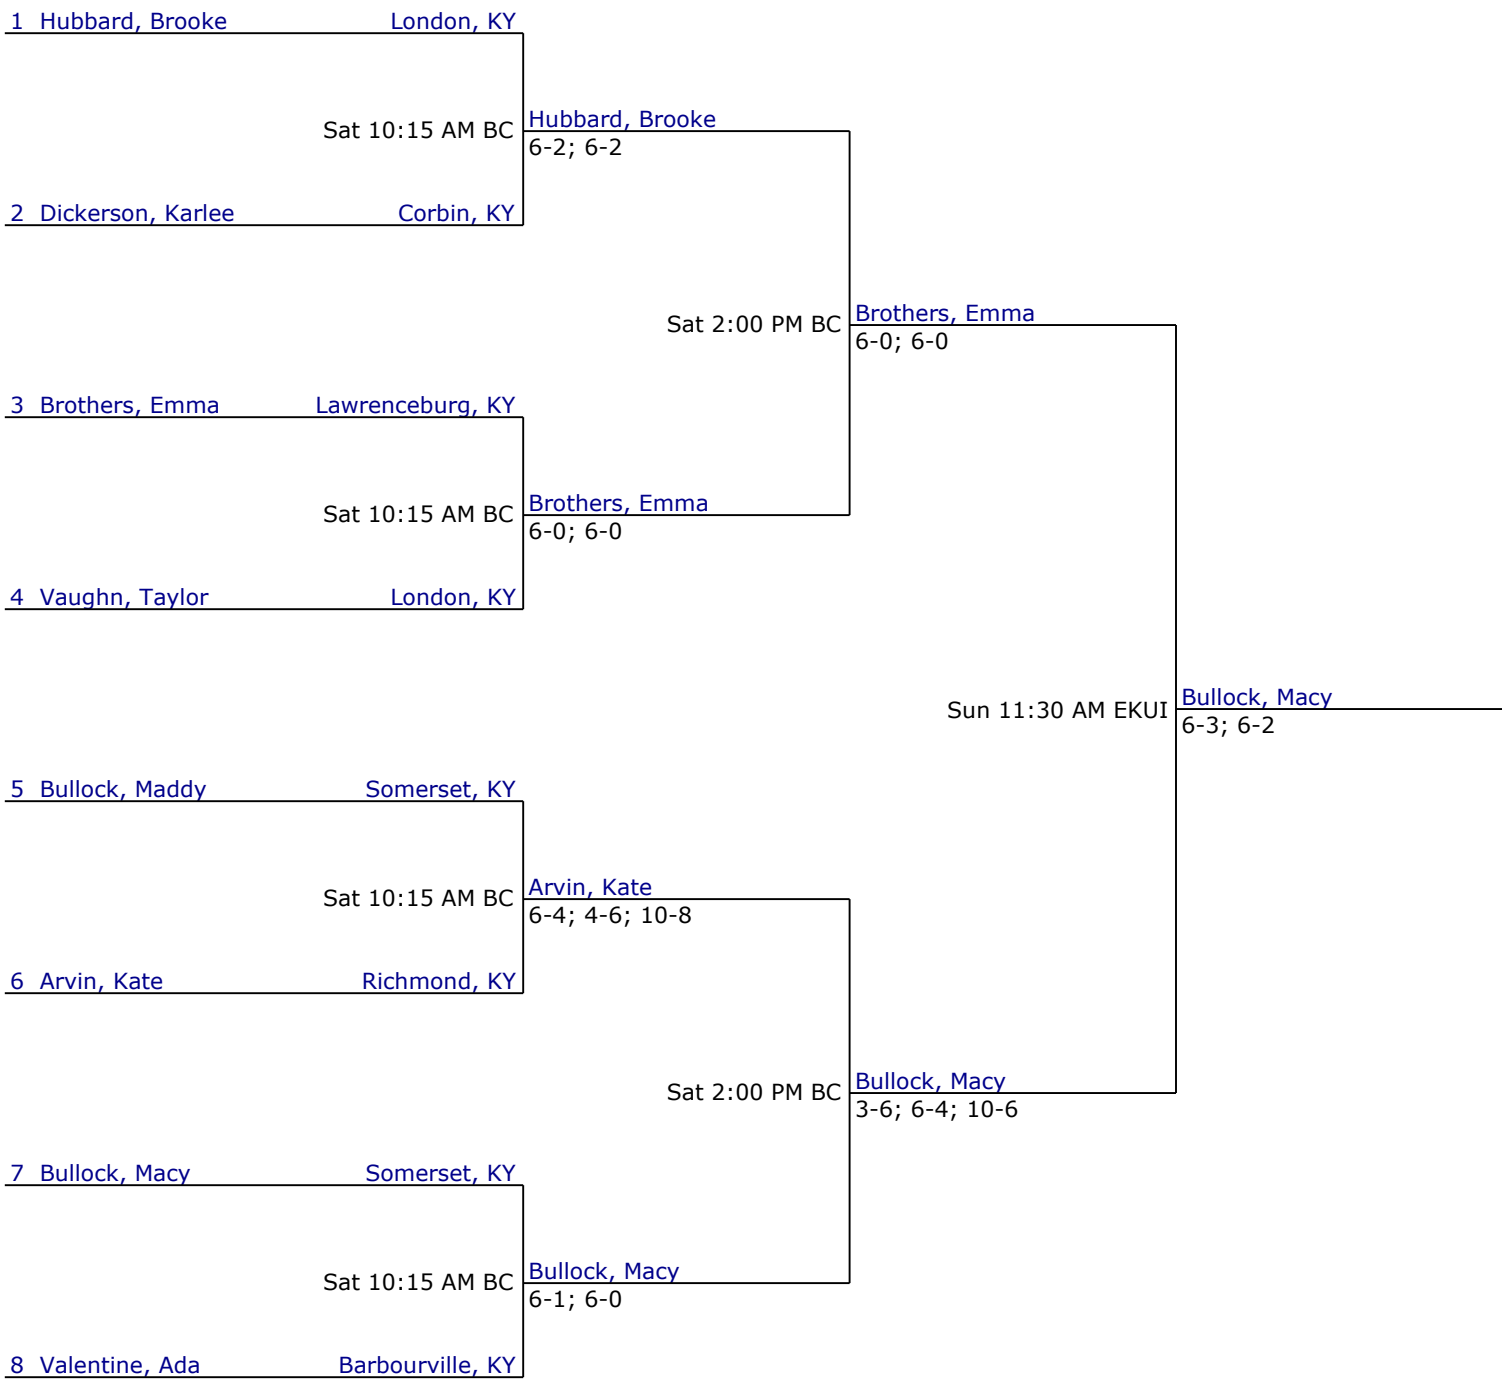 1 Hubbard, Brooke London, KY
Sat 10:15 AM BC
Hubbard, Brooke
6-2; 6-2
2 Dickerson, Karlee Corbin, KY
Sat 2:00 PM BC
Brothers, Emma
6-0; 6-0
3 Brothers, Emma Lawrenceburg, KY
Sat 10:15 AM BC
Brothers, Emma
6-0; 6-0
4 Vaughn, Taylor London, KY
Sun 11:30 AM EKUI
Bullock, Macy
6-3; 6-2
5 Bullock, Maddy Somerset, KY
Sat 10:15 AM BC
Arvin, Kate
6-4; 4-6; 10-8
6 Arvin, Kate Richmond, KY
Sat 2:00 PM BC
Bullock, Macy
3-6; 6-4; 10-6
7 Bullock, Macy Somerset, KY
Sat 10:15 AM BC
Bullock, Macy
6-1; 6-0
8 Valentine, Ada Barbourville, KY